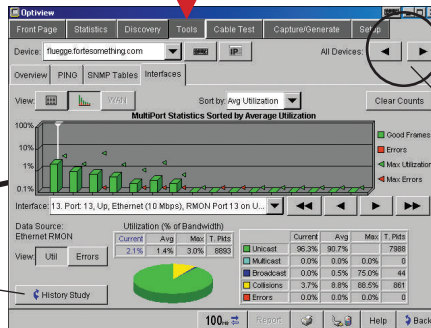 Optiview
Front Page Statistics Discovery Tools Cable Test Capture/Generate Setup
Device: fluegge.fortesomething.com IP All Devices:
Overview PING SNMP Tables Interfaces
View: WAN Sort by: Avg Utilization Clear Counts
MultiPort Statistics Sorted by Average Utilization
100%
10%
1%
0.1%
Good Frames
Errors
Max Utilization
Max Errors
Interface: 13. Port: 13, Up, Ethernet (10 Mbps), RMON Port 13 on U...
Data Source:
Ethernet RMON
View: Util Errors
History Study
Utilization (% of Bandwidth)
Current Avg Max T. Pkts
2.1% 1.4% 3.0% 8893
Current Avg Max T. Pkts
Unicast 96.3% 90.7% 7988
Multicast 0.0% 0.0% 0.0% 0
Broadcast 0.0% 0.5% 75.0% 44
Collisions 3.7% 8.8% 88.5% 861
Errors 0.0% 0.0% 0.0% 0
100 Report Help Back